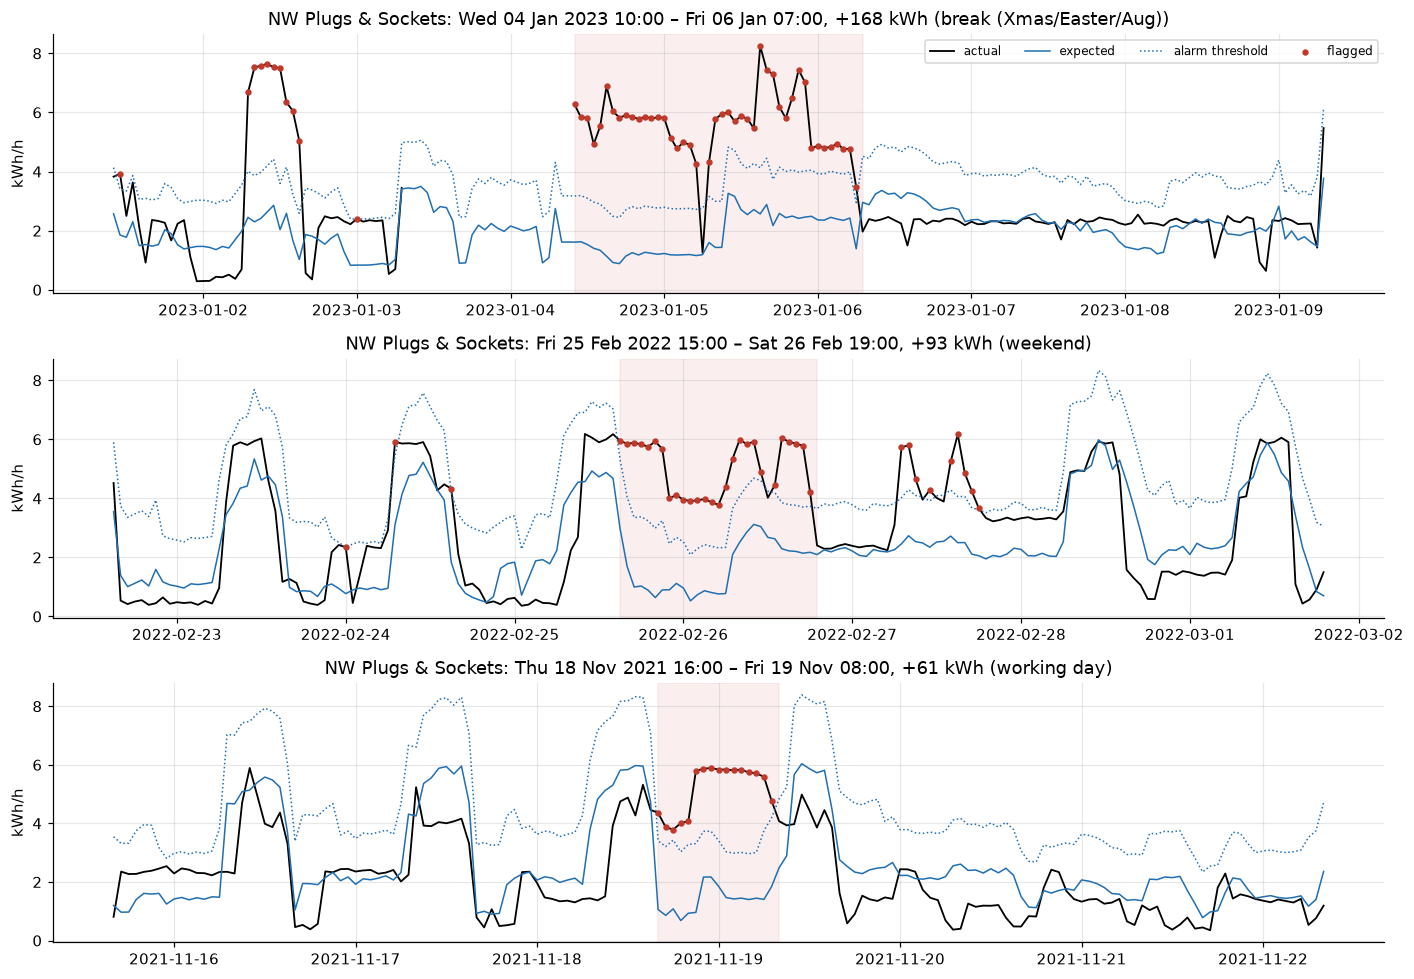 NW Plugs & Sockets: Wed 04 Jan 2023 10:00 – Fri 06 Jan 07:00, +168 kWh (break (Xmas/Easter/Aug))
actual expected alarm threshold flagged
8
6
4
2
0
kWh/h
2023-01-02 2023-01-03 2023-01-04 2023-01-05 2023-01-06 2023-01-07 2023-01-08 2023-01-09
NW Plugs & Sockets: Fri 25 Feb 2022 15:00 – Sat 26 Feb 19:00, +93 kWh (weekend)
8
6
4
2
0
kWh/h
2022-02-23 2022-02-24 2022-02-25 2022-02-26 2022-02-27 2022-02-28 2022-03-01 2022-03-02
NW Plugs & Sockets: Thu 18 Nov 2021 16:00 – Fri 19 Nov 08:00, +61 kWh (working day)
8
6
4
2
0
kWh/h
2021-11-16 2021-11-17 2021-11-18 2021-11-19 2021-11-20 2021-11-21 2021-11-22